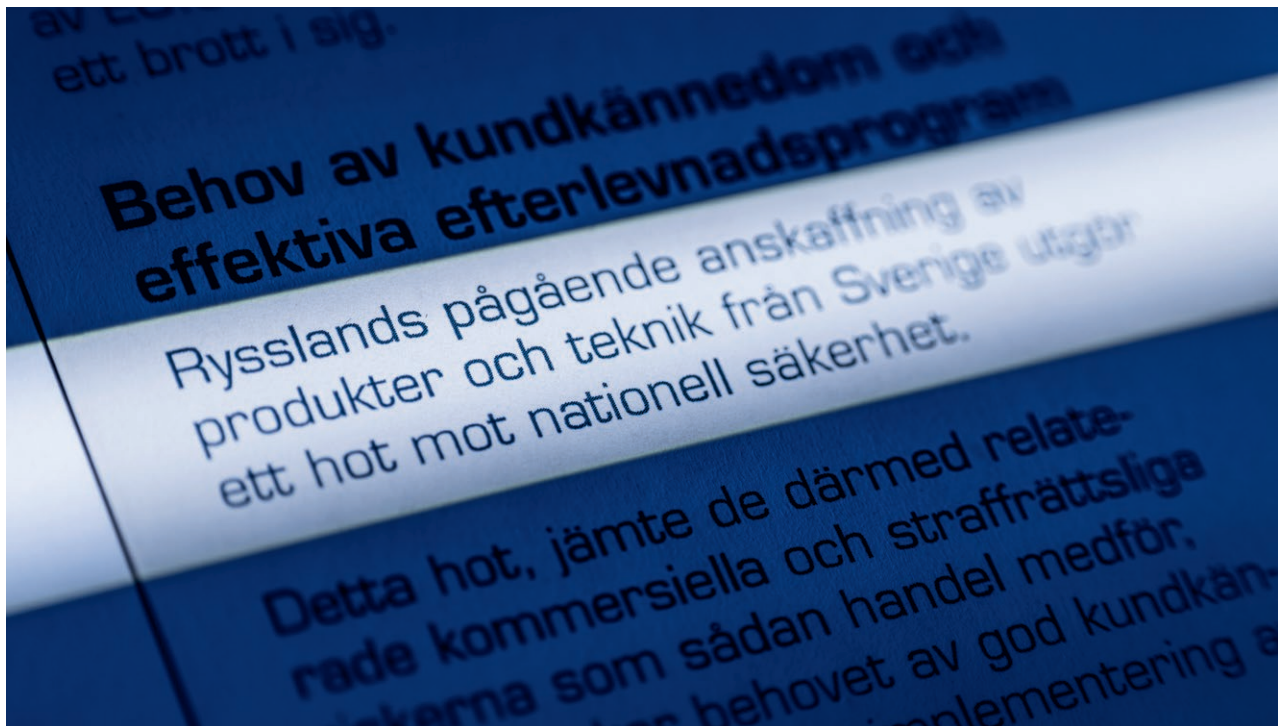 av
ett brott i sig.
Behov av kundkännedom och
effektiva efterlevnadsprogram
Rysslands pågående anskaffning av
produkter och teknik från Sverige utgör
ett hot mot nationell säkerhet.
Detta hot, jämte de därmed relate-
rade kommersiella och straffrättsliga
som sådan handel medför,
behovet av god kundkän-